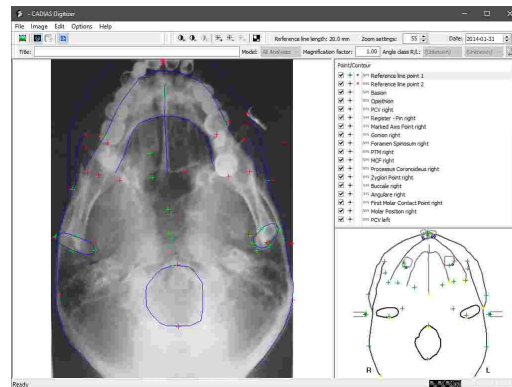 - CADIAS Digitizer
File Image Edit Options Help
Reference line length: 20.0 mm Zoom settings: 55 Date: 2014-01-31
Title: Model: All Analyses Magnification factor: 1.00 Angle class R/L: (Unknown) (Unknown)
Point/Contour
Reference line point 1
Reference line point 2
Basion
Opisthion
PCV right
Register - Pin right
Marked Axis Point right
Gonion right
Foramen Spinosum right
PTM right
MCF right
Processus Coronoideus right
Zygion Point right
Buccale right
Angulare right
First Molar Contact Point right
Molar Position right
PCV left
R L
Ready